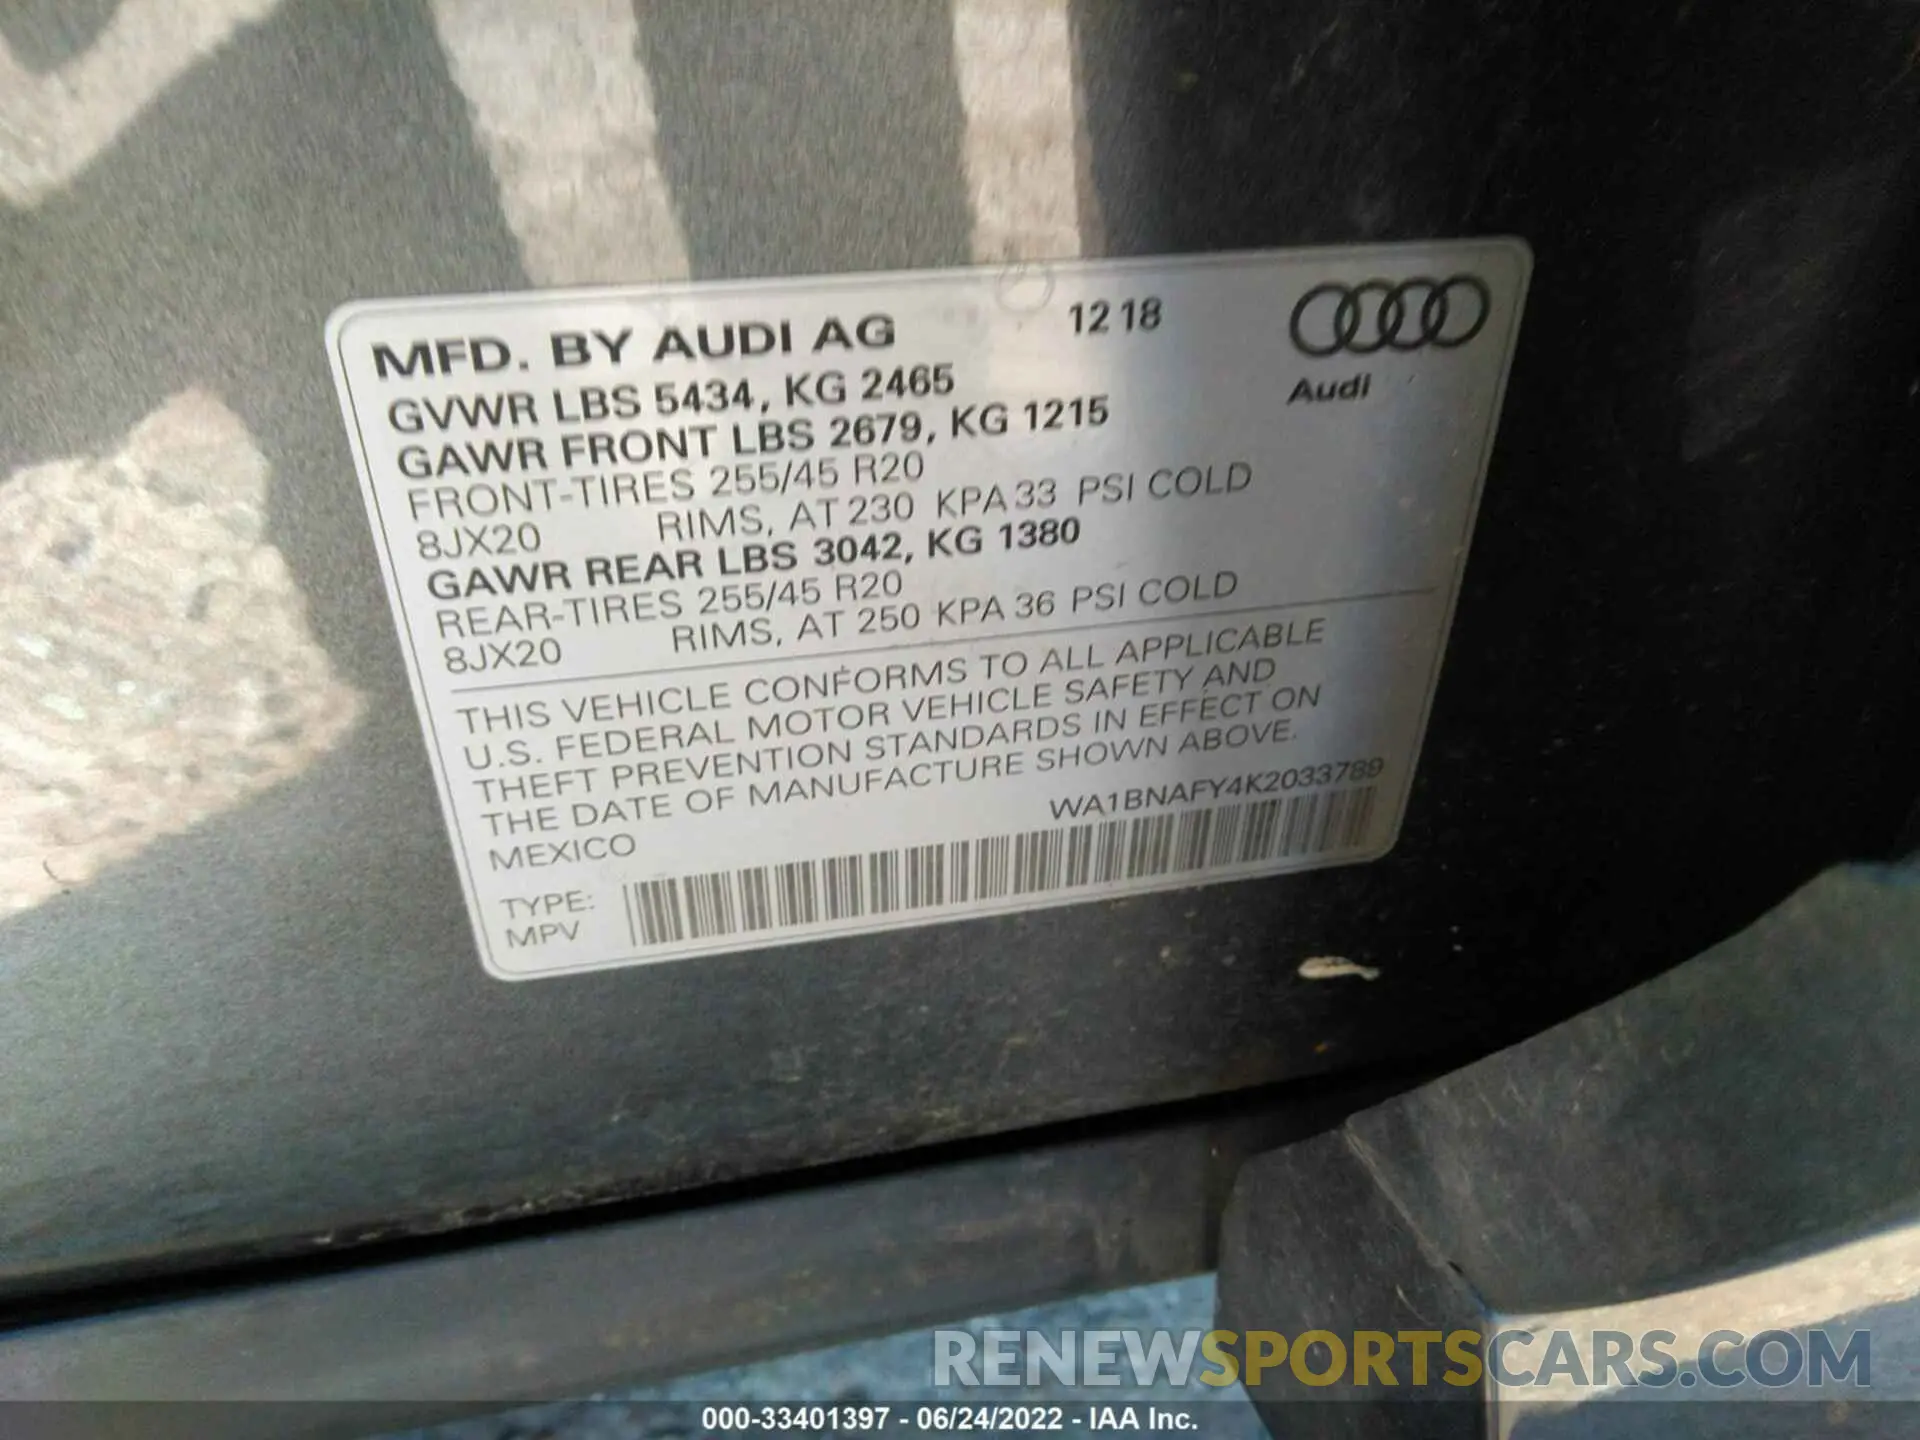 MFD. BY AUDI AG 12 18
Audi
GVWR LBS 5434, KG 2465
GAWR FRONT LBS 2679, KG 1215
FRONT-TIRES 255/45 R20
8JX20 RIMS, AT 230 KPA 33 PSI COLD
GAWR REAR LBS 3042, KG 1380
REAR-TIRES 255/45 R20
8JX20 RIMS, AT 250 KPA 36 PSI COLD
THIS VEHICLE CONFORMS TO ALL APPLICABLE
U.S. FEDERAL MOTOR VEHICLE SAFETY AND
THEFT PREVENTION STANDARDS IN EFFECT ON
THE DATE OF MANUFACTURE SHOWN ABOVE.
MEXICO WA1BNAFY4K2033789
TYPE:
MPV
RENEWSPORTSCARS.COM
000-33401397 - 06/24/2022 - IAA Inc.